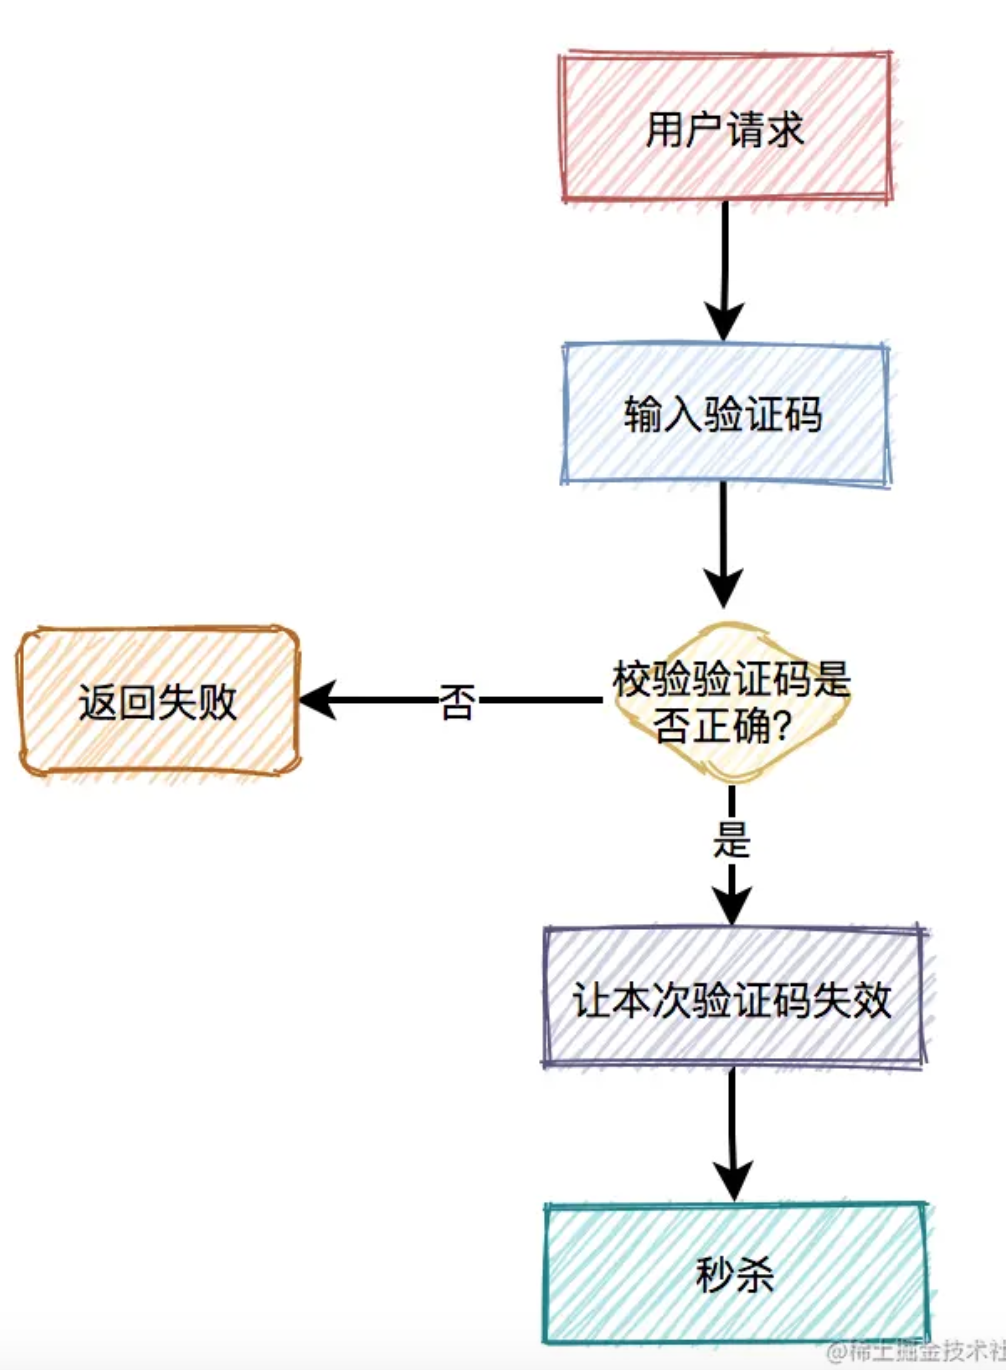 用户请求
输入验证码
校验验证码是
否正确?
返回失败
否
是
让本次验证码失效
秒杀
@稀土掘金技术社